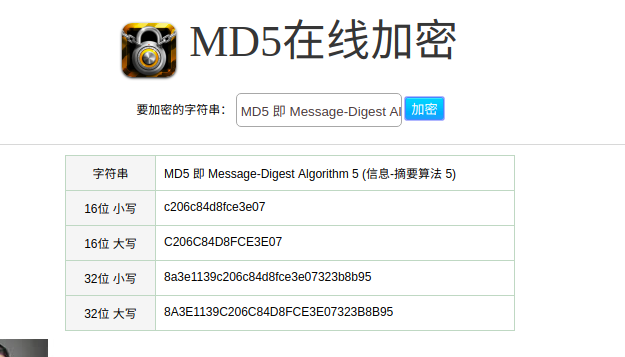 MD5在线加密
要加密的字符串： MD5 即 Message-Digest Al 加密
字符串 MD5 即 Message-Digest Algorithm 5 (信息-摘要算法 5)
16位 小写 c206c84d8fce3e07
16位 大写 C206C84D8FCE3E07
32位 小写 8a3e1139c206c84d8fce3e07323b8b95
32位 大写 8A3E1139C206C84D8FCE3E07323B8B95